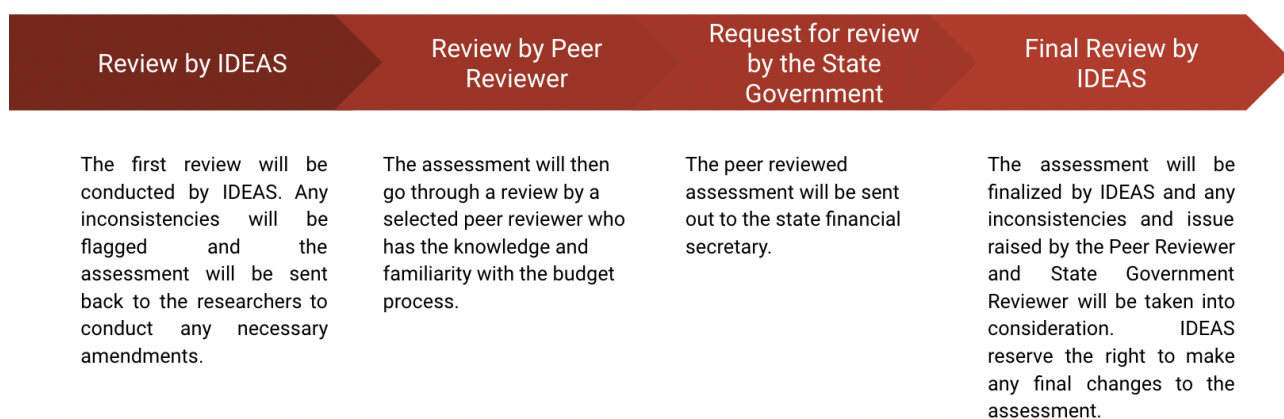 Review by IDEAS
Review by Peer
Reviewer
Request for review
by the State
Government
Final Review by
IDEAS
The first review will be
conducted by IDEAS. Any
inconsistencies will be
flagged and the
assessment will be sent
back to the researchers to
conduct any necessary
amendments.
The assessment will then
go through a review by a
selected peer reviewer who
has the knowledge and
familiarity with the budget
process.
The peer reviewed
assessment will be sent
out to the state financial
secretary.
The assessment will be
finalized by IDEAS and any
inconsistencies and issue
raised by the Peer Reviewer
and State Government
Reviewer will be taken into
consideration. IDEAS
reserve the right to make
any final changes to the
assessment.